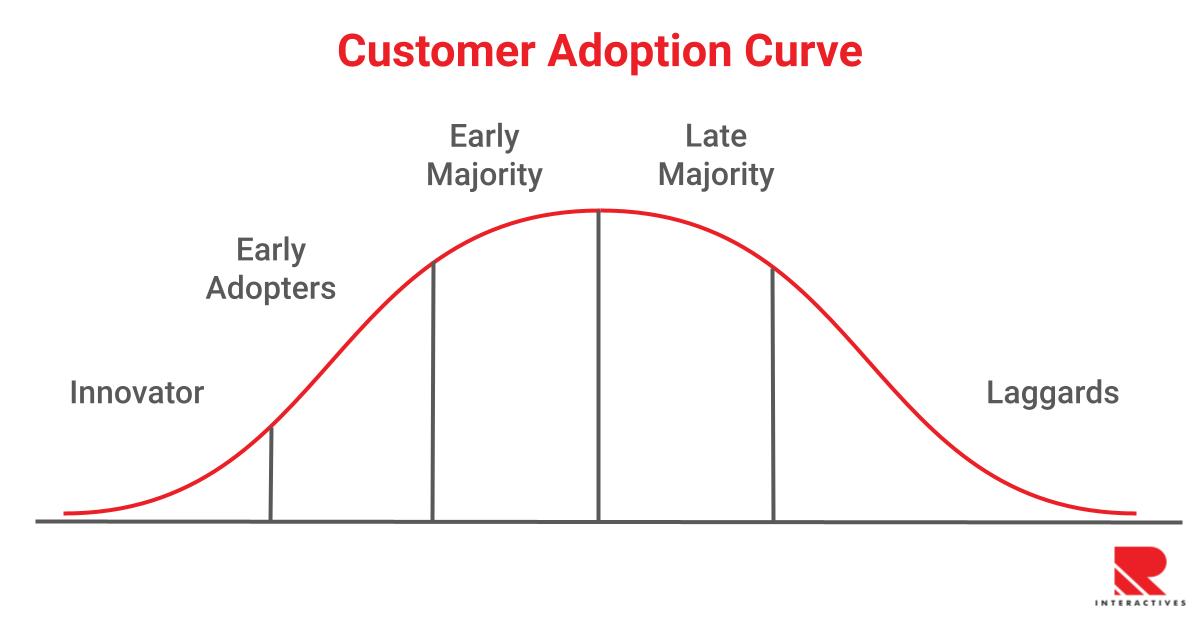 Customer Adoption Curve
Early
Majority
Late
Majority
Early
Adopters
Innovator
Laggards
INTERACTIVES